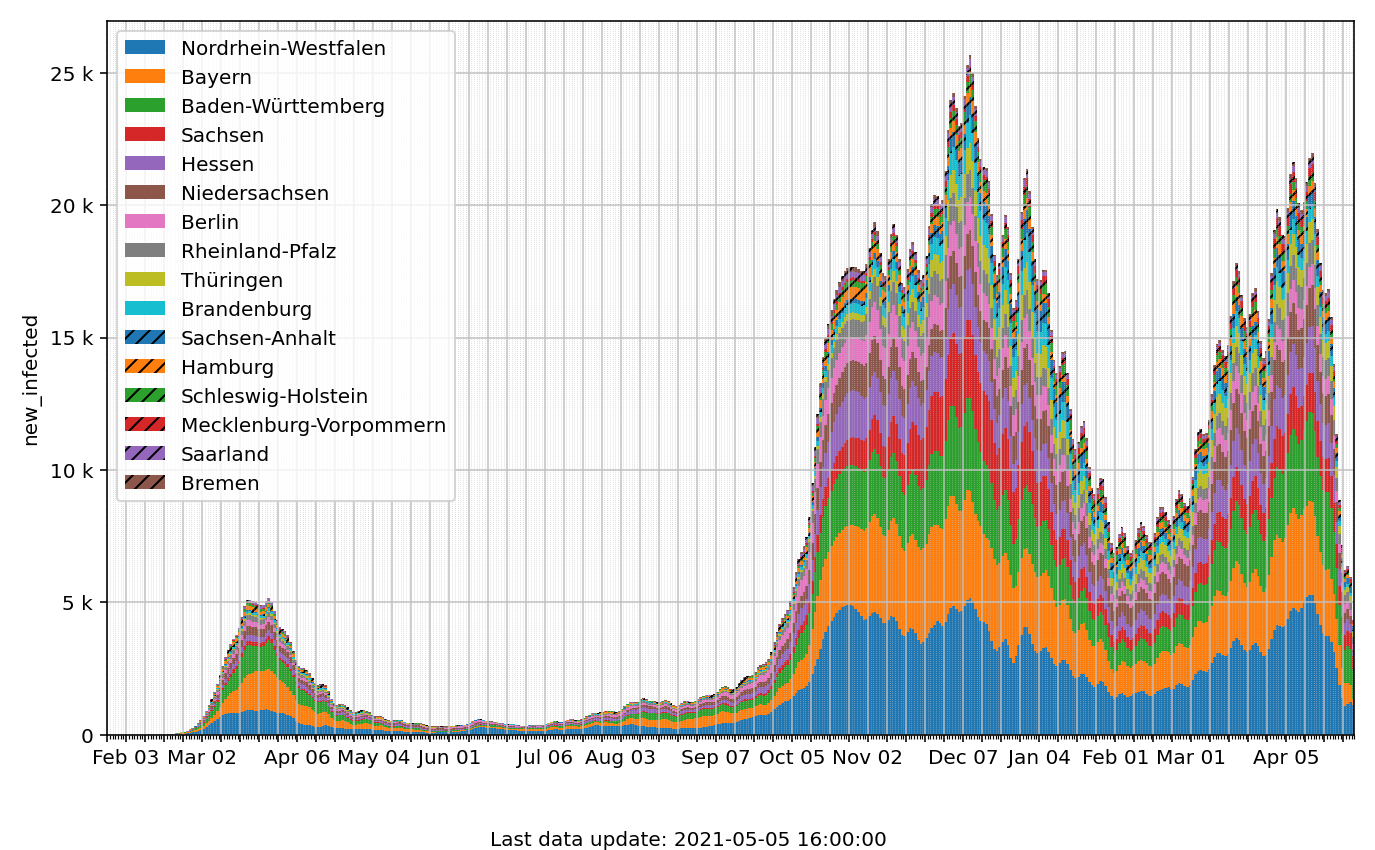 25 k
20 k
15 k
10 k
5 k
0
new_infected
Nordrhein-Westfalen
Bayern
Baden-Württemberg
Sachsen
Hessen
Niedersachsen
Berlin
Rheinland-Pfalz
Thüringen
Brandenburg
Sachsen-Anhalt
Hamburg
Schleswig-Holstein
Mecklenburg-Vorpommern
Saarland
Bremen
Feb 03 Mar 02 Apr 06 May 04 Jun 01 Jul 06 Aug 03 Sep 07 Oct 05 Nov 02 Dec 07 Jan 04 Feb 01 Mar 01 Apr 05
Last data update: 2021-05-05 16:00:00